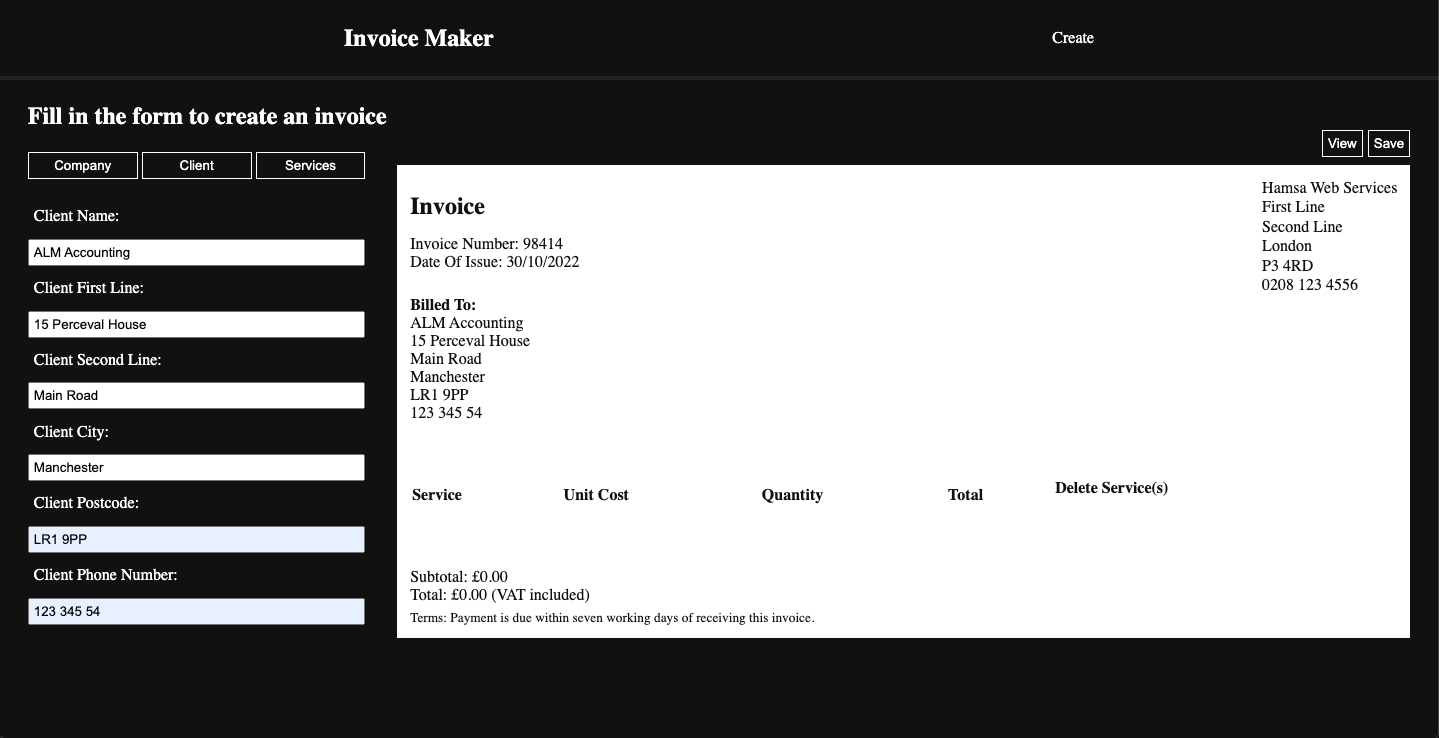 Invoice Maker
Create
Fill in the form to create an invoice
View Save
Company Client Services
Client Name:
ALM Accounting
Client First Line:
15 Perceval House
Client Second Line:
Main Road
Client City:
Manchester
Client Postcode:
LR1 9PP
Client Phone Number:
123 345 54
Invoice
Invoice Number: 98414
Date Of Issue: 30/10/2022
Hamsa Web Services
First Line
Second Line
London
P3 4RD
0208 123 4556
Billed To:
ALM Accounting
15 Perceval House
Main Road
Manchester
LR1 9PP
123 345 54
Service Unit Cost Quantity Total Delete Service(s)
Subtotal: £0.00
Total: £0.00 (VAT included)
Terms: Payment is due within seven working days of receiving this invoice.